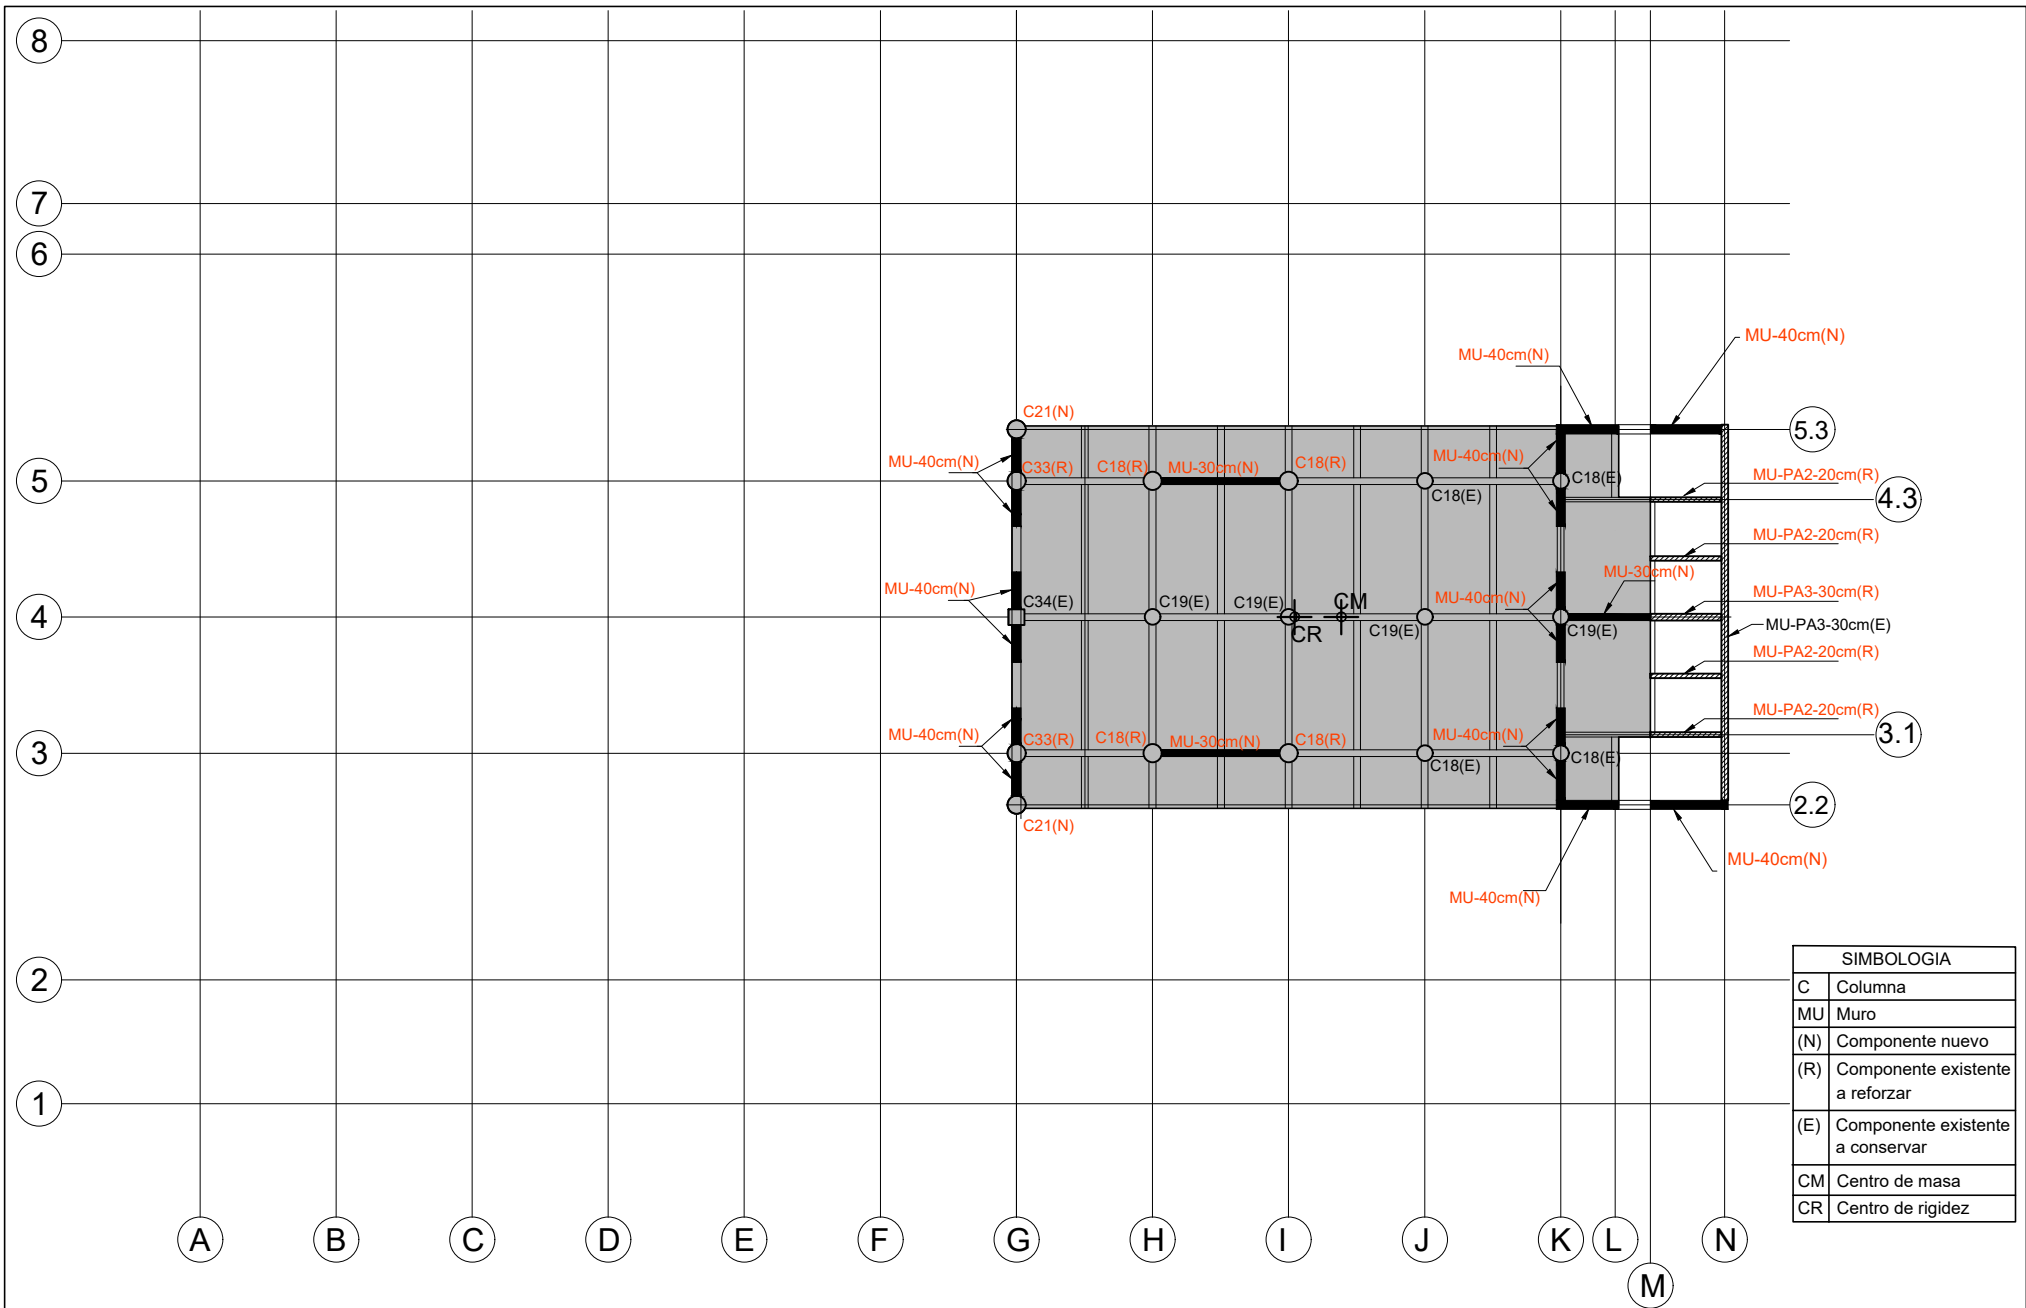 8
7
6
MU-40cm(N)
MU-40cm(N)
C21(N)
5.3
MU-40cm(N)
MU-40cm(N)
C33(R)
C18(R)
MU-30cm(N)
C18(R)
C18(E)
MU-PA2-20cm(R)
5
C18(E)
4.3
MU-PA2-20cm(R)
MU-30cm(N)
MU-40cm(N)
MU-40cm(N)
MU-PA3-30cm(R)
C34(E)
C19(E)
C19(E)
CM
4
CR
C19(E)
C19(E)
MU-PA3-30cm(E)
MU-PA2-20cm(R)
MU-PA2-20cm(R)
MU-40cm(N)
MU-40cm(N)
C33(R)
C18(R)
MU-30cm(N)
C18(R)
3.1
3
C18(E)
C18(E)
2.2
C21(N)
MU-40cm(N)
MU-40cm(N)
2
1
SIMBOLOGIA
C Columna
MU Muro
(N) Componente nuevo
(R) Componente existente
a reforzar
(E) Componente existente
a conservar
CM Centro de masa
CR Centro de rigidez
A B C D E F G H I J K L N
M